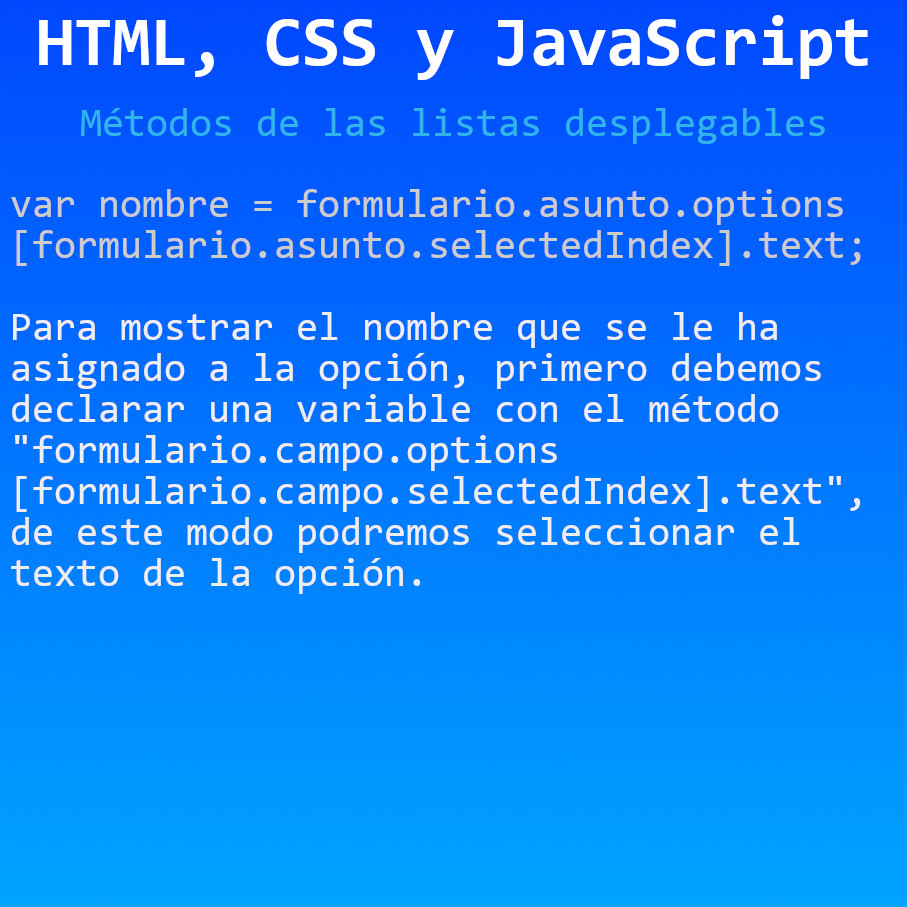 HTML, CSS y JavaScript
Métodos de las listas desplegables
var nombre = formulario.asunto.options
[formulario.asunto.selectedIndex].text;
Para mostrar el nombre que se le ha
asignado a la opción, primero debemos
declarar una variable con el método
"formulario.campo.options
[formulario.campo.selectedIndex].text",
de este modo podremos seleccionar el
texto de la opción.